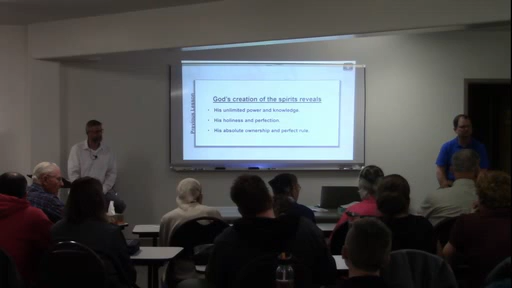 Previous Lesson
God's creation of the spirits reveals
• His unlimited power and knowledge.
• His holiness and perfection.
• His absolute ownership and perfect rule.